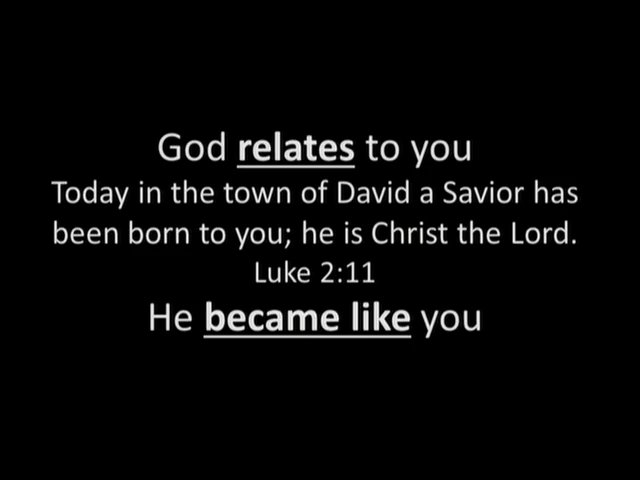 God relates to you
Today in the town of David a Savior has
been born to you; he is Christ the Lord.
Luke 2:11
He became like you